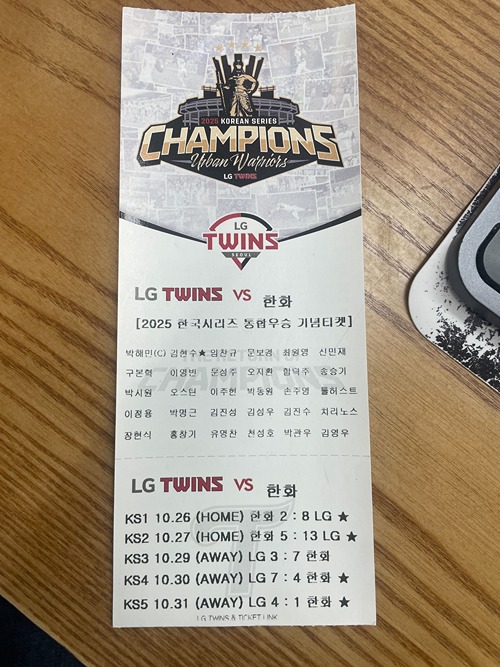 2025 KOREAN SERIES
CHAMPIONS
Urban Warriors
LG TWINS
LG
TWINS
SEOUL
LG TWINS VS 한화
[2025 한국시리즈 통합우승 기념티켓]
박해민(C) 김현수★ 임찬규 문보경 최원영 신민재
구본혁 이영빈 문성주 오지환 함덕주 송승기
THE RETURN OF
CHAMPIONS
박시원 오스틴 이주헌 박동원 손주영 톨허스트
이정용 박명근 김진성 김성우 김진수 치리노스
장현식 홍창기 유영찬 천성호 박관우 김영우
LG TWINS VS 한화
KS1 10.26 (HOME) 한화 2 : 8 LG ★
KS2 10.27 (HOME) 한화 5 : 13 LG ★
KS3 10.29 (AWAY) LG 3 : 7 한화
KS4 10.30 (AWAY) LG 7 : 4 한화 ★
KS5 10.31 (AWAY) LG 4 : 1 한화 ★
LG TWINS & TICKET LINK